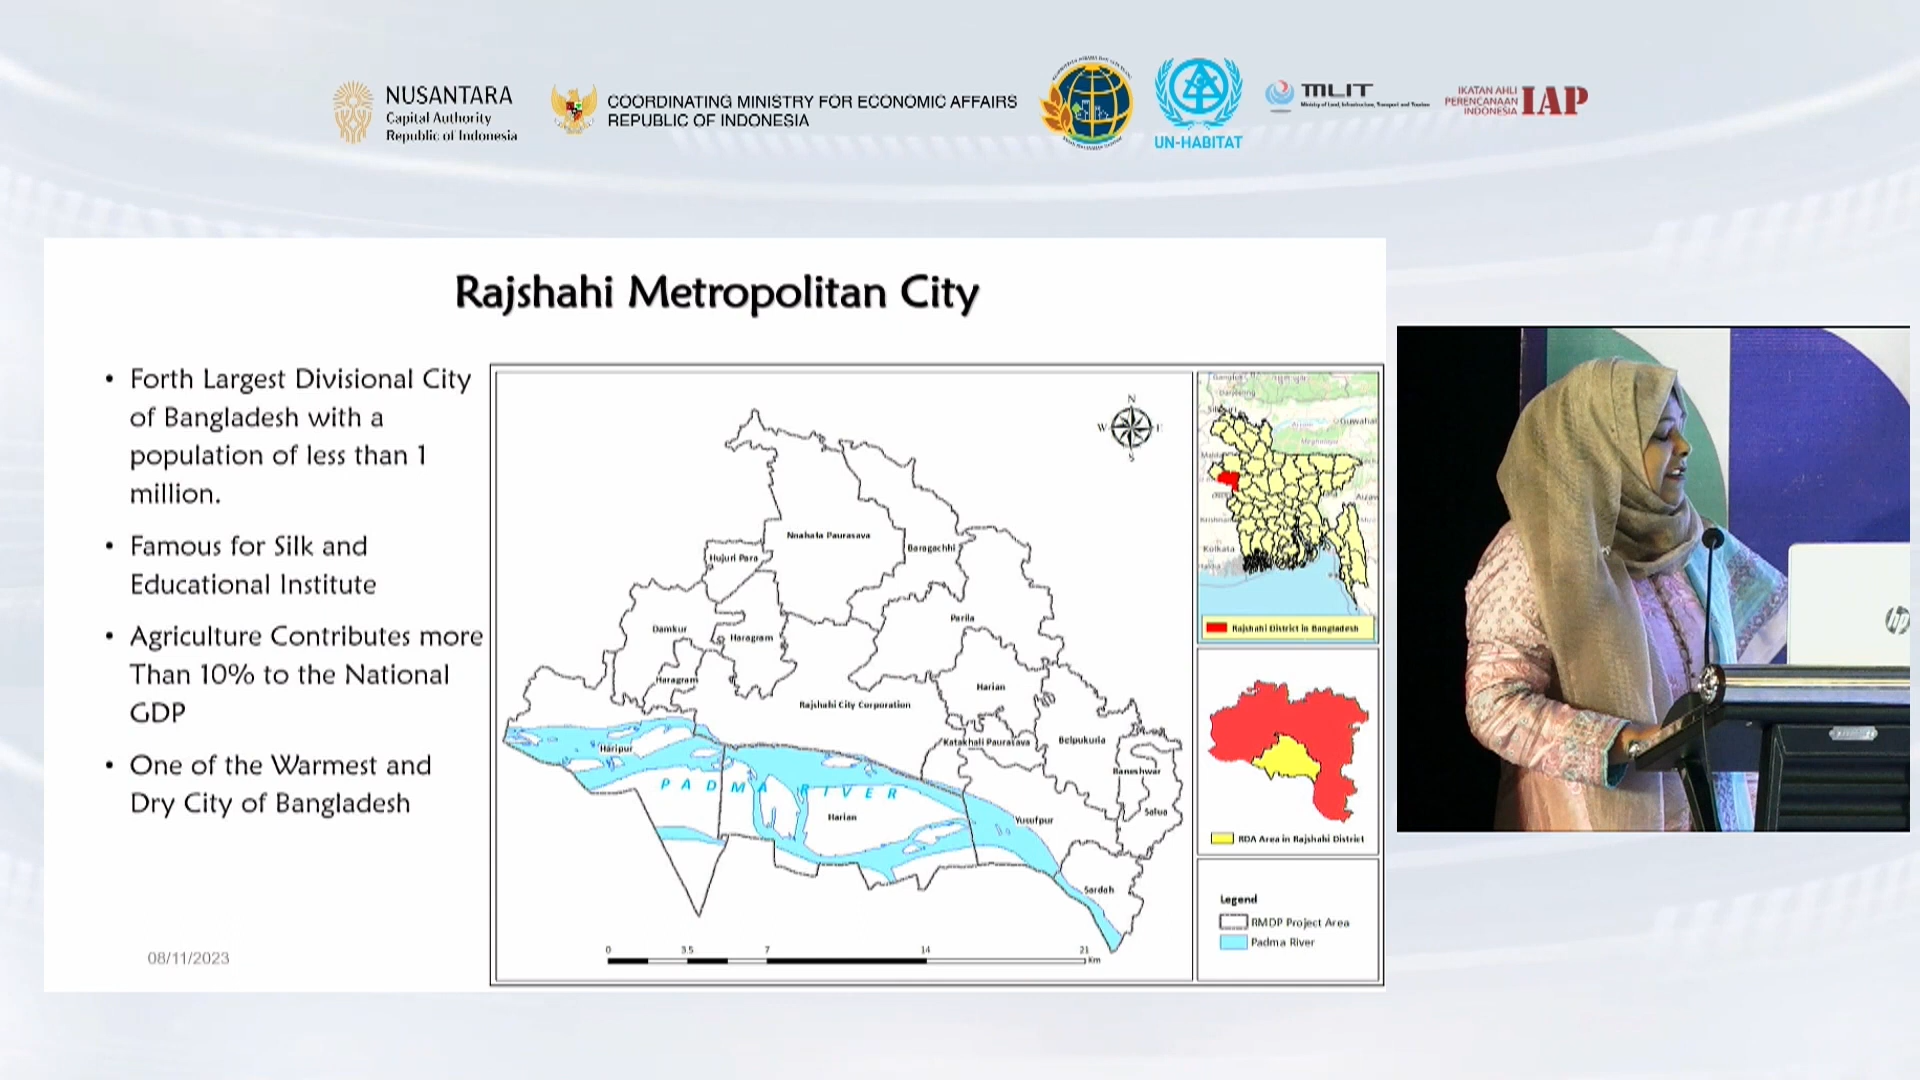 NUSANTARA
Capital Authority
Republic of Indonesia
COORDINATING MINISTRY FOR ECONOMIC AFFAIRS
REPUBLIC OF INDONESIA
UN-HABITAT
MLIT
Ministry of Land, Infrastructure, Transport and Tourism
IKATAN AHLI
PERENCANAAN
INDONESIA
IAP
Rajshahi Metropolitan City
• Forth Largest Divisional City
of Bangladesh with a
population of less than 1
million.
• Famous for Silk and
Educational Institute
• Agriculture Contributes more
Than 10% to the National
GDP
• One of the Warmest and
Dry City of Bangladesh
08/11/2023
N
W
E
S
Nnahata Paurasava
Baragachhi
Hujuri Para
Damkur
Haragram
Parila
Haragram
Harian
Rajshahi City Corporation
Katakhali Paurasava
Belpukuria
Haripur
Baneshwar
PADMA RIVER
Harian
Yusufpur
Salua
Sardah
0 3.5 7 14 21
Km
Guwahati
Kolkata
Rajshahi District in Bangladesh
RDA Area in Rajshahi District
Legend
RMDP Project Area
Padma River
hp